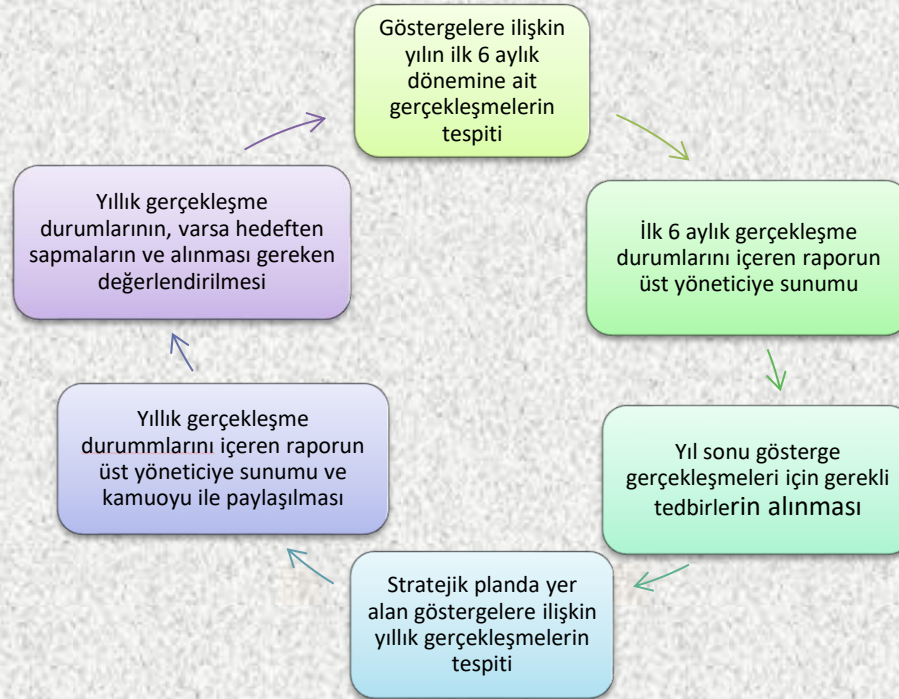 Göstergelere ilişkin
yılın ilk 6 aylık
dönemine ait
gerçekleşmelerin
tespiti
İlk 6 aylık gerçekleşme
durumlarını içeren raporun
üst yöneticiye sunumu
Yıl sonu gösterge
gerçekleşmeleri için gerekli
tedbirlerin alınması
Stratejik planda yer
alan göstergelere ilişkin
yıllık gerçekleşmelerin
tespiti
Yıllık gerçekleşme
durummlarını içeren raporun
üst yöneticiye sunumu ve
kamuoyu ile paylaşılması
Yıllık gerçekleşme
durumlarının, varsa hedeften
sapmaların ve alınması gereken
değerlendirilmesi